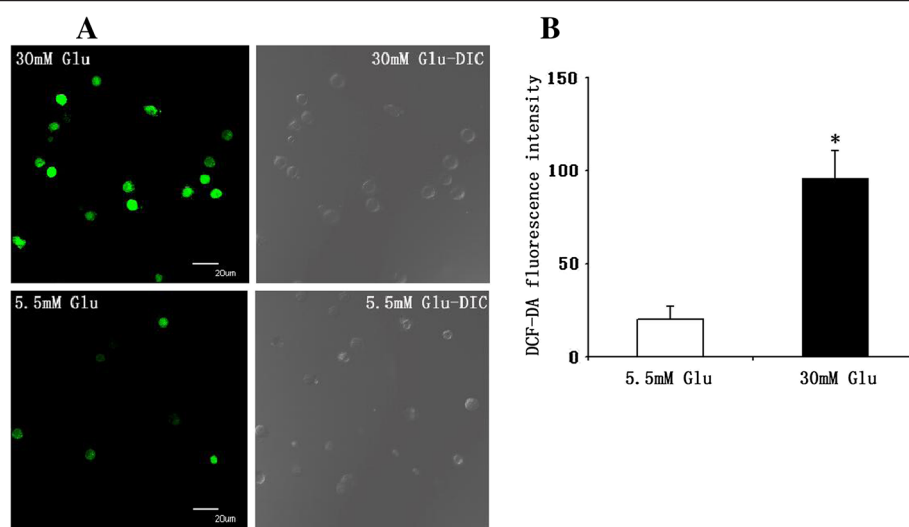 A
30mM Glu
30mM Glu-DIC
20um
5.5mM Glu
5.5mM Glu-DIC
20um
B
DCF-DA fluorescence intensity
150
100
50
0
*
5.5mM Glu
30mM Glu